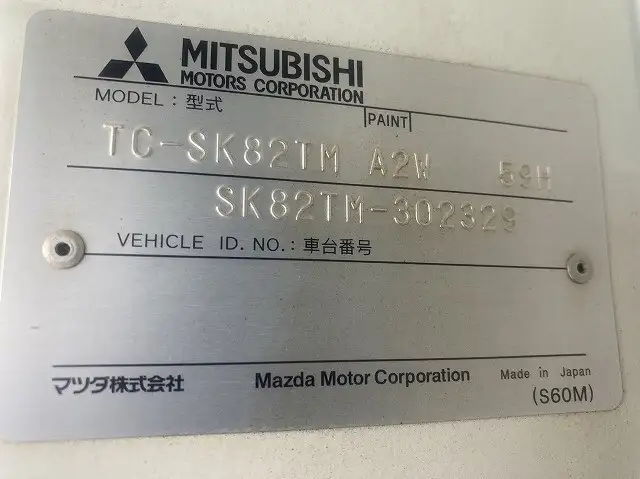 MITSUBISHI
MOTORS CORPORATION
MODEL : 型式
PAINT
TC-SK82TM A2W 59H
SK82TM-302329
VEHICLE ID. NO. : 車台番号
マツダ株式会社 Mazda Motor Corporation Made in Japan
(S60M)